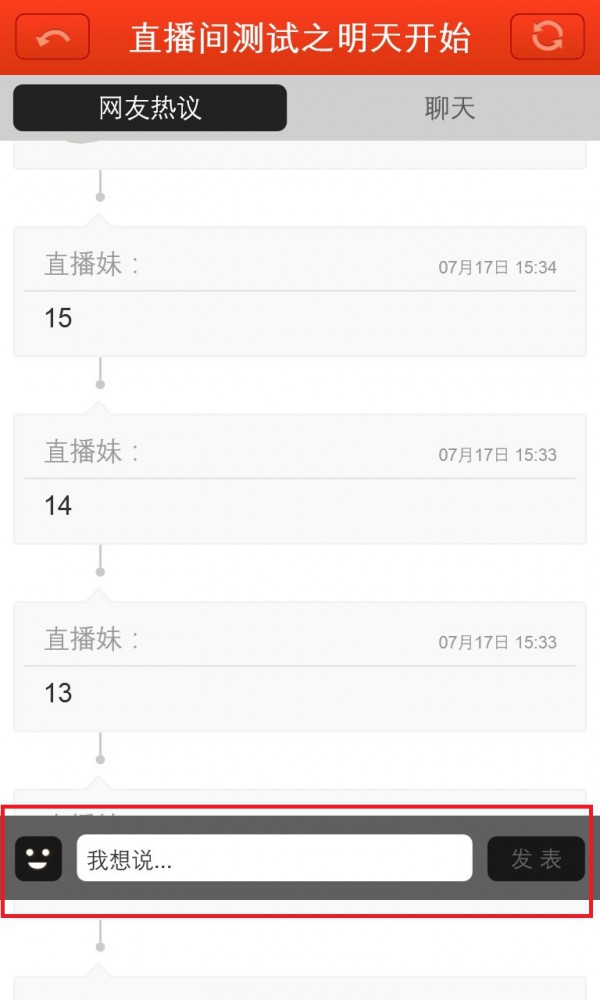 直播间测试之明天开始
网友热议 聊天
直播妹：
07月17日 15:34
15
直播妹：
07月17日 15:33
14
直播妹：
07月17日 15:33
13
我想说... 发表